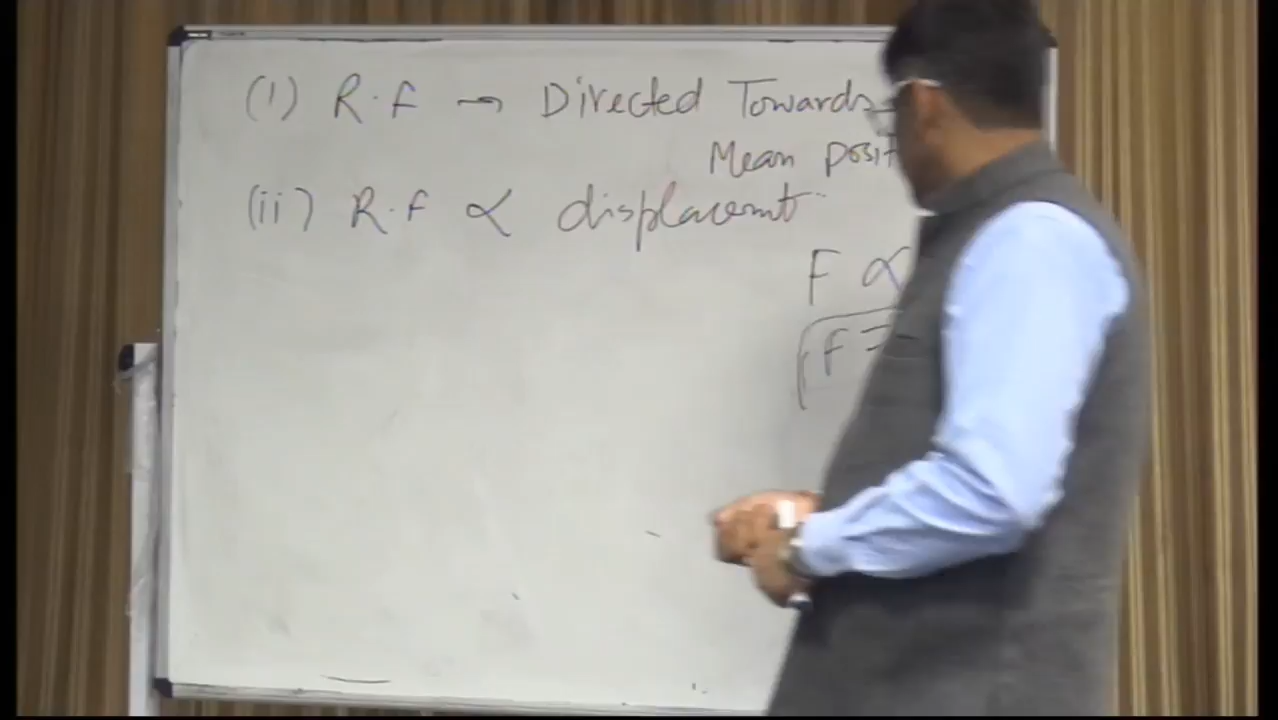 (1) R.F → Directed Towards
Mean Posit
(ii) R.F ∝ displacemt
F ∝
F =